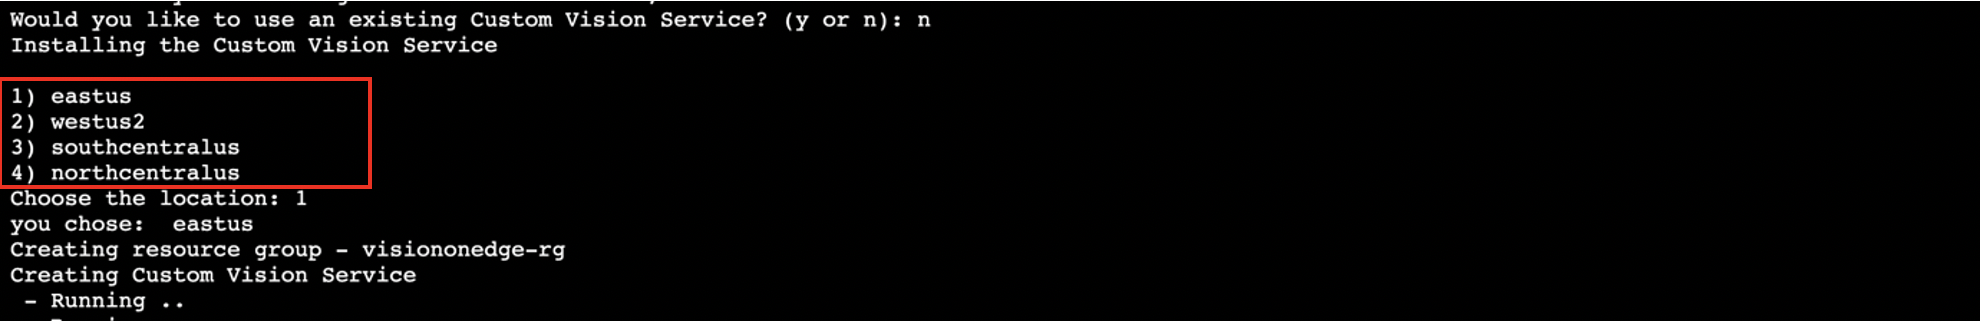 Would you like to use an existing Custom Vision Service? (y or n): n
Installing the Custom Vision Service
1) eastus
2) westus2
3) southcentralus
4) northcentralus
Choose the location: 1
you chose:  eastus
Creating resource group - visiononedge-rg
Creating Custom Vision Service
 - Running ..